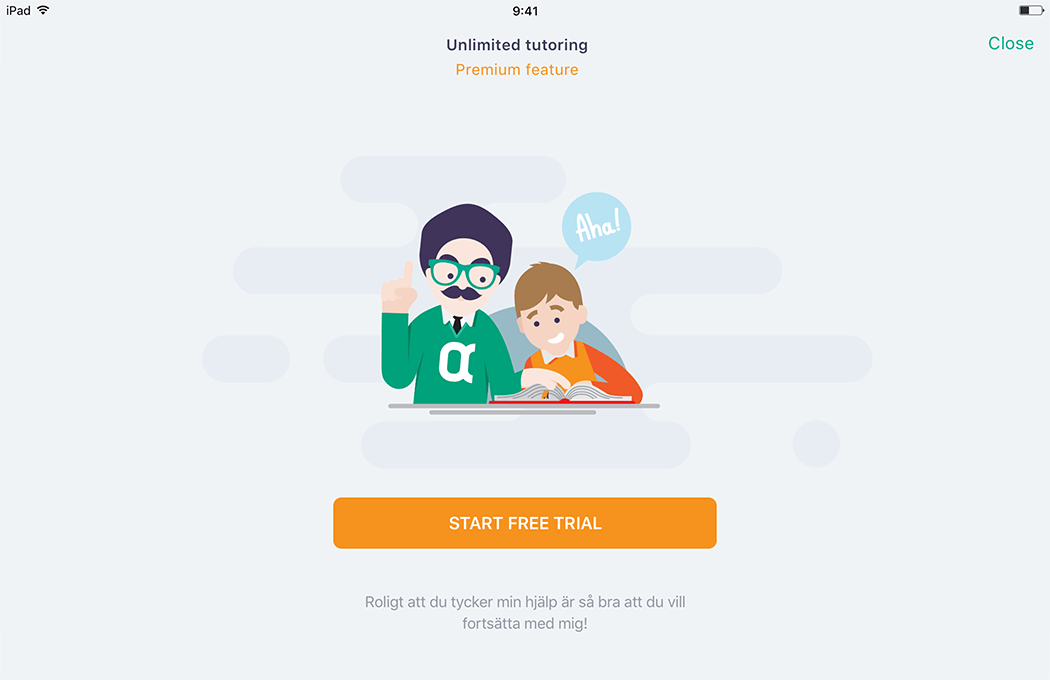 iPad 9:41
Unlimited tutoring
Close
Premium feature
Aha!
α
START FREE TRIAL
Roligt att du tycker min hjälp är så bra att du vill
fortsätta med mig!